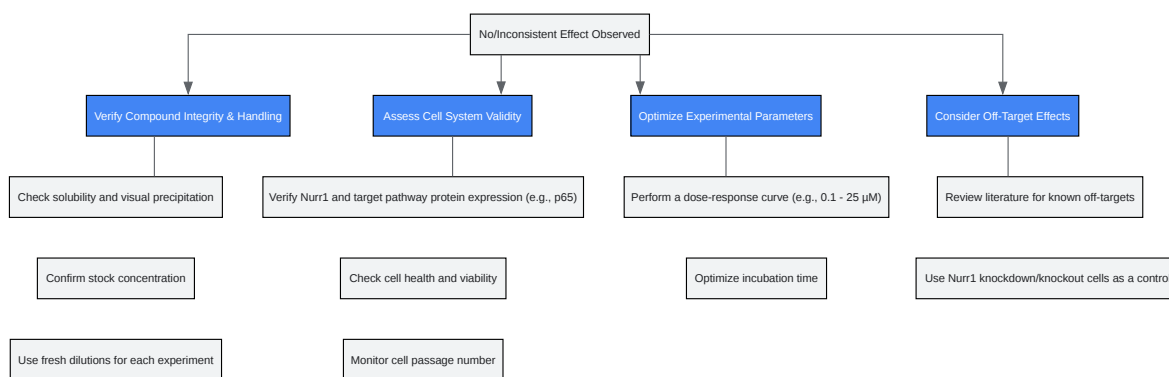 No/Inconsistent Effect Observed
Verify Compound Integrity & Handling
Assess Cell System Validity
Optimize Experimental Parameters
Consider Off-Target Effects
Check solubility and visual precipitation
Verify Nurr1 and target pathway protein expression (e.g., p65)
Perform a dose-response curve (e.g., 0.1 - 25 µM)
Review literature for known off-targets
Confirm stock concentration
Check cell health and viability
Optimize incubation time
Use Nurr1 knockdown/knockout cells as a control
Use fresh dilutions for each experiment
Monitor cell passage number